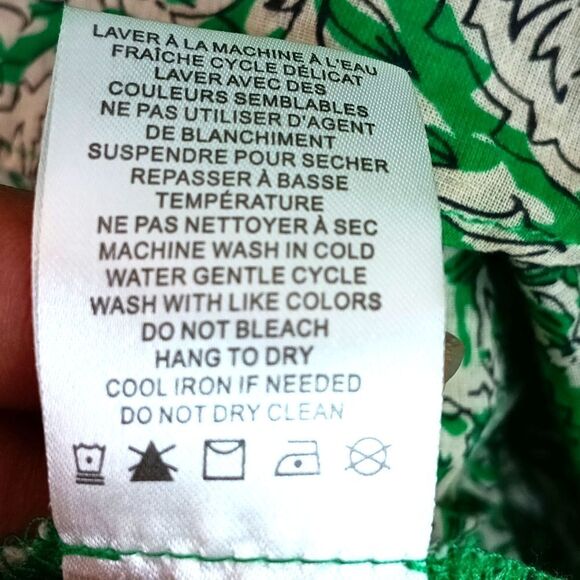 LAVER À LA MACHINE À L'EAU
FRAÎCHE CYCLE DÉLICAT
LAVER AVEC DES
COULEURS SEMBLABLES
NE PAS UTILISER D'AGENT
DE BLANCHIMENT
SUSPENDRE POUR SECHER
REPASSER À BASSE
TEMPÉRATURE
NE PAS NETTOYER À SEC
MACHINE WASH IN COLD
WATER GENTLE CYCLE
WASH WITH LIKE COLORS
DO NOT BLEACH
HANG TO DRY
COOL IRON IF NEEDED
DO NOT DRY CLEAN